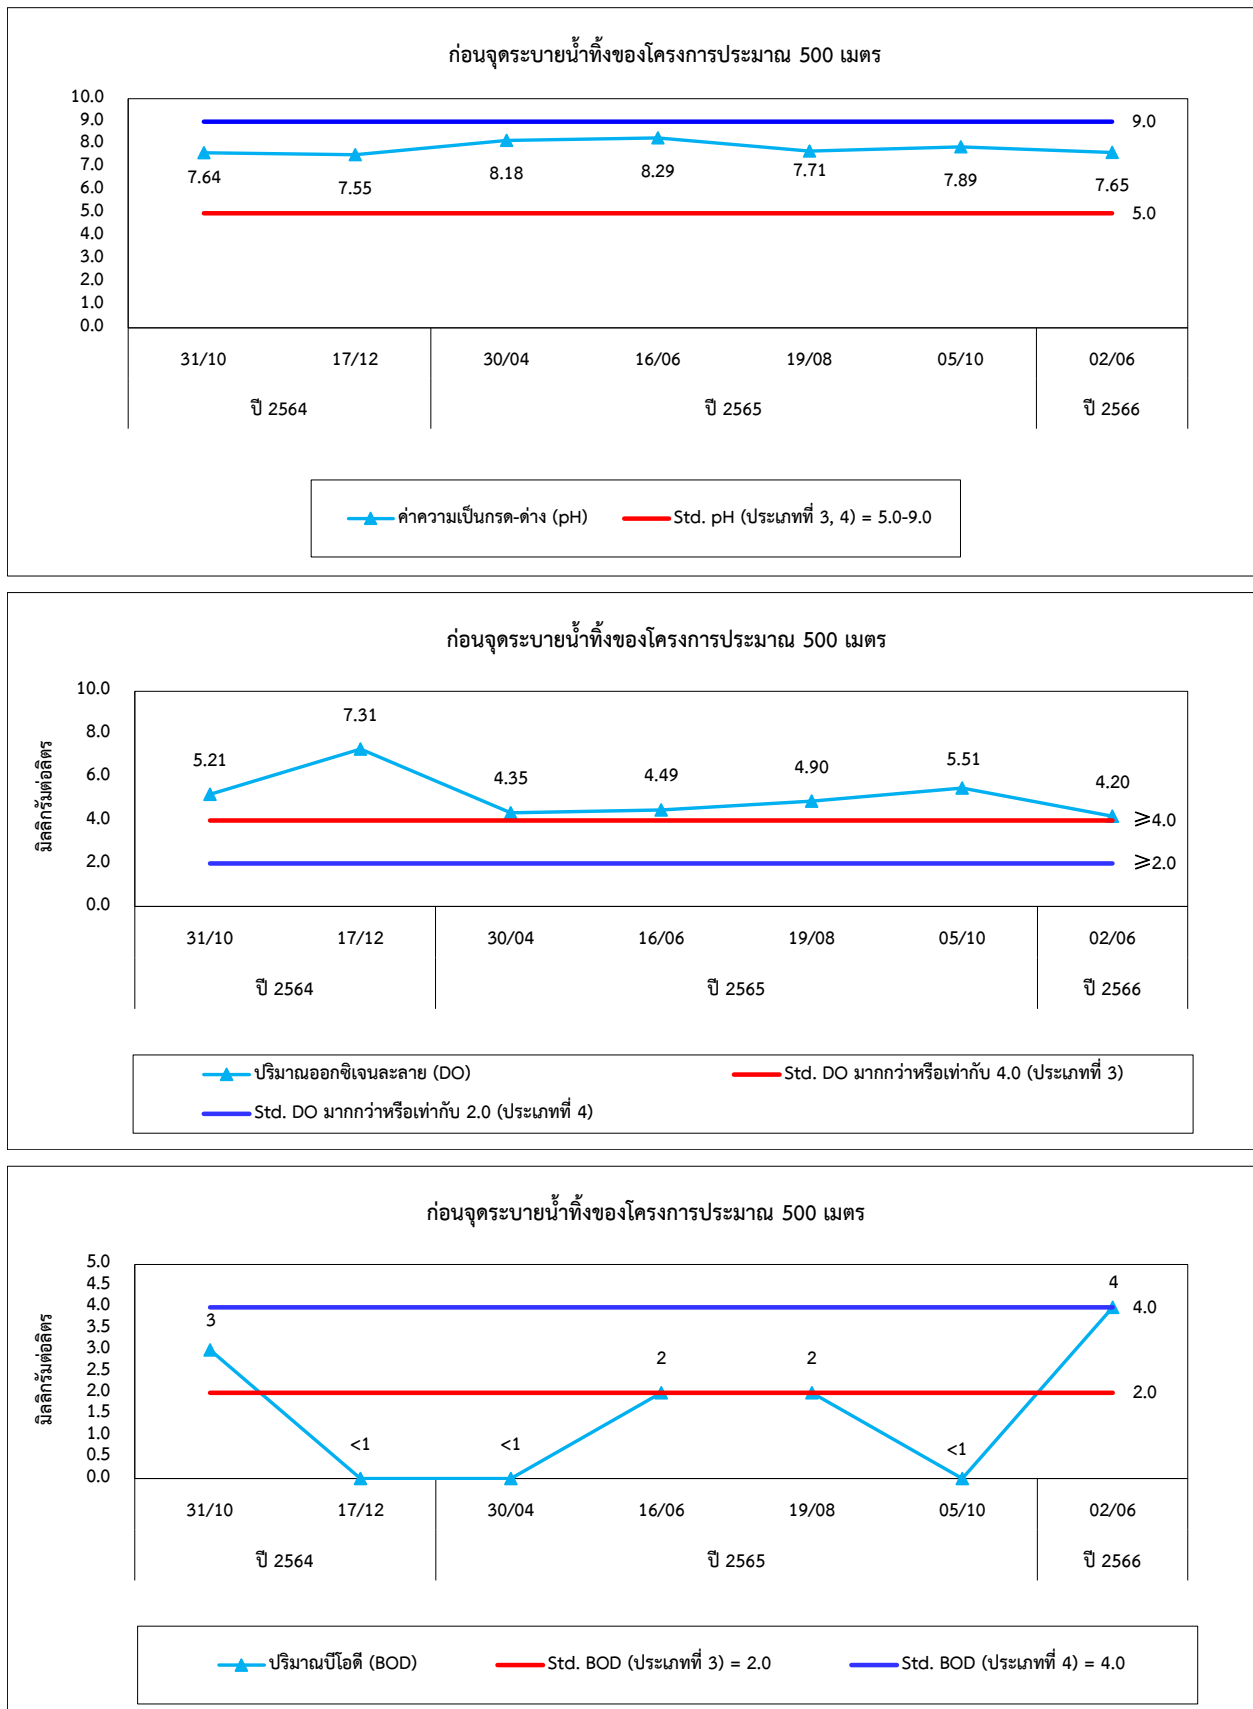 ก่อนจุดระบายน้ำทิ้งของโครงการประมาณ 500 เมตร
10.0
9.0
8.0
7.0
6.0
5.0
4.0
3.0
2.0
1.0
0.0
7.64 7.55 8.18 8.29 7.71 7.89 7.65
9.0
5.0
31/10 17/12 30/04 16/06 19/08 05/10 02/06
ปี 2564 ปี 2565 ปี 2566
ค่าความเป็นกรด-ด่าง (pH) Std. pH (ประเภทที่ 3, 4) = 5.0-9.0
ก่อนจุดระบายน้ำทิ้งของโครงการประมาณ 500 เมตร
มิลลิกรัมต่อลิตร
10.0
8.0
6.0
4.0
2.0
0.0
5.21 7.31 4.35 4.49 4.90 5.51 4.20
≥4.0
≥2.0
31/10 17/12 30/04 16/06 19/08 05/10 02/06
ปี 2564 ปี 2565 ปี 2566
ปริมาณออกซิเจนละลาย (DO) Std. DO มากกว่าหรือเท่ากับ 4.0 (ประเภทที่ 3)
Std. DO มากกว่าหรือเท่ากับ 2.0 (ประเภทที่ 4)
ก่อนจุดระบายน้ำทิ้งของโครงการประมาณ 500 เมตร
มิลลิกรัมต่อลิตร
5.0
4.5
4.0
3.5
3.0
2.5
2.0
1.5
1.0
0.5
0.0
3 <1 <1 2 2 <1 4
4.0
2.0
31/10 17/12 30/04 16/06 19/08 05/10 02/06
ปี 2564 ปี 2565 ปี 2566
ปริมาณบีโอดี (BOD) Std. BOD (ประเภทที่ 3) = 2.0 Std. BOD (ประเภทที่ 4) = 4.0